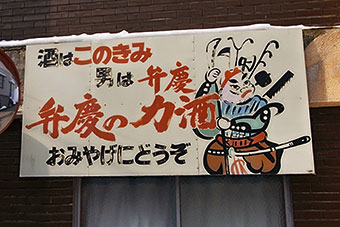 酒はこのきみ
男は弁慶
弁慶の力酒
おみやげにどうぞ